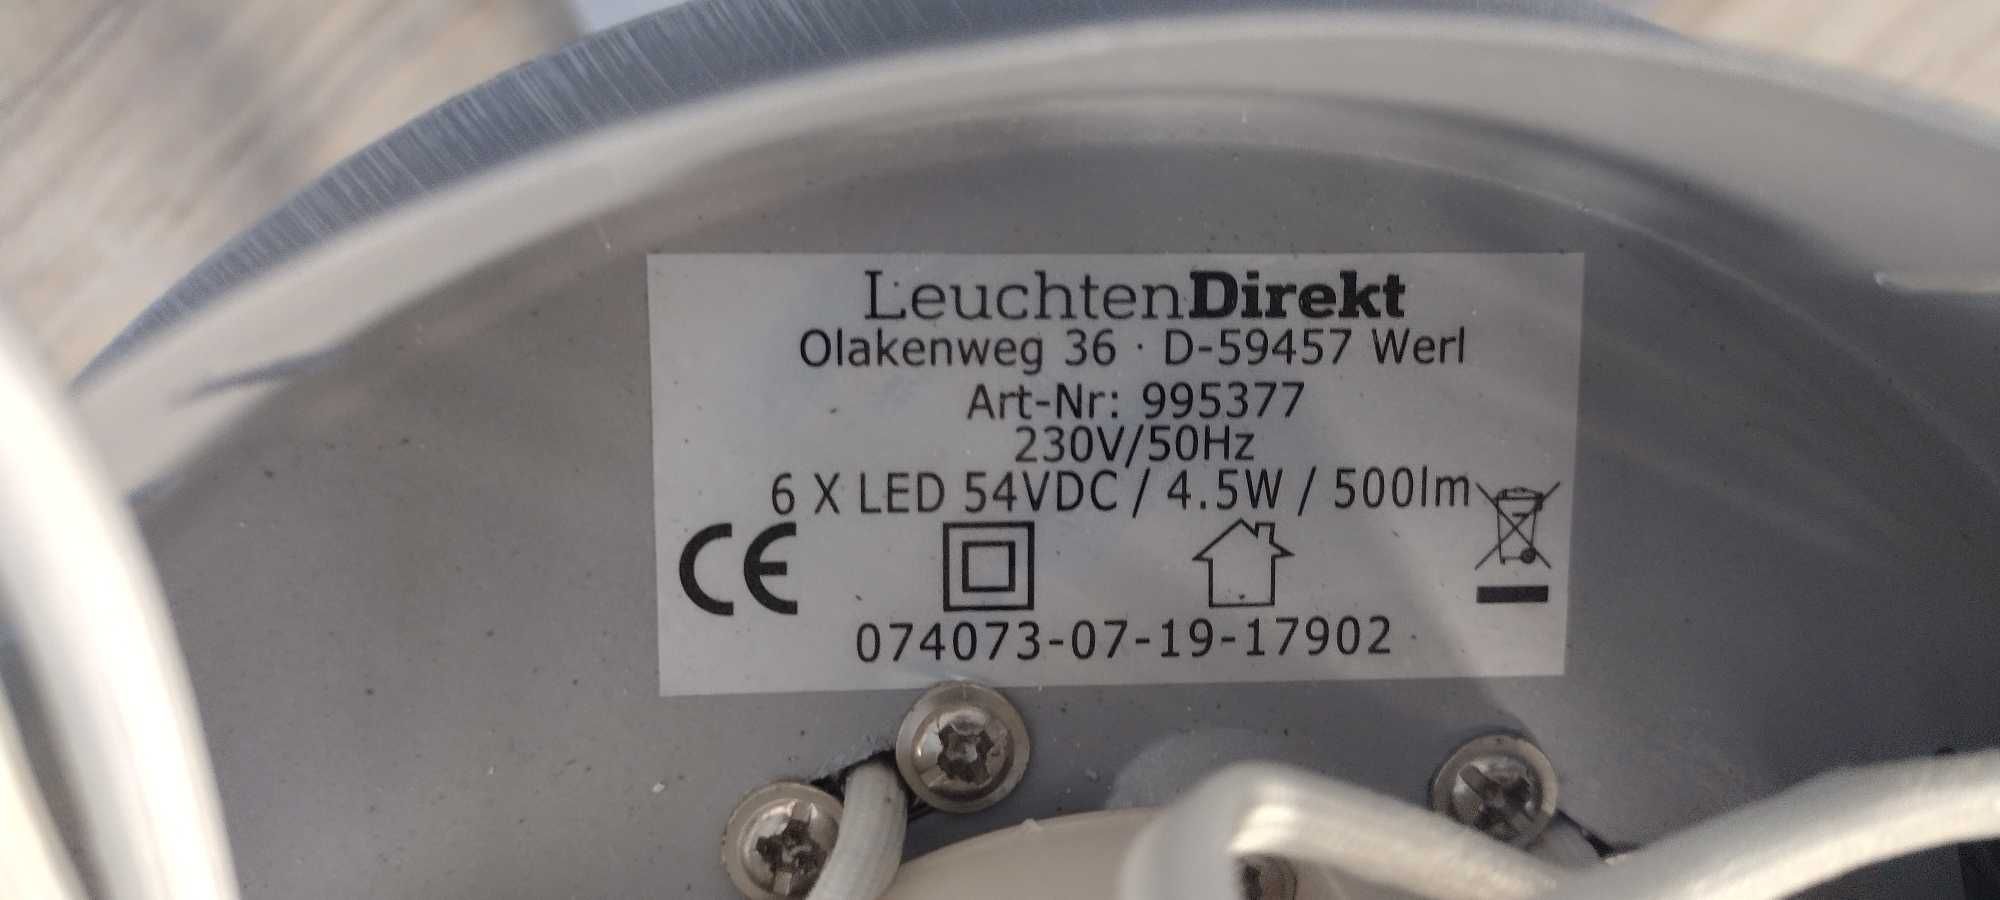 LeuchtenDirekt
Olakenweg 36 · D-59457 Werl
Art-Nr: 995377
230V/50Hz
6 X LED 54VDC / 4.5W / 500lm
CE
074073-07-19-17902